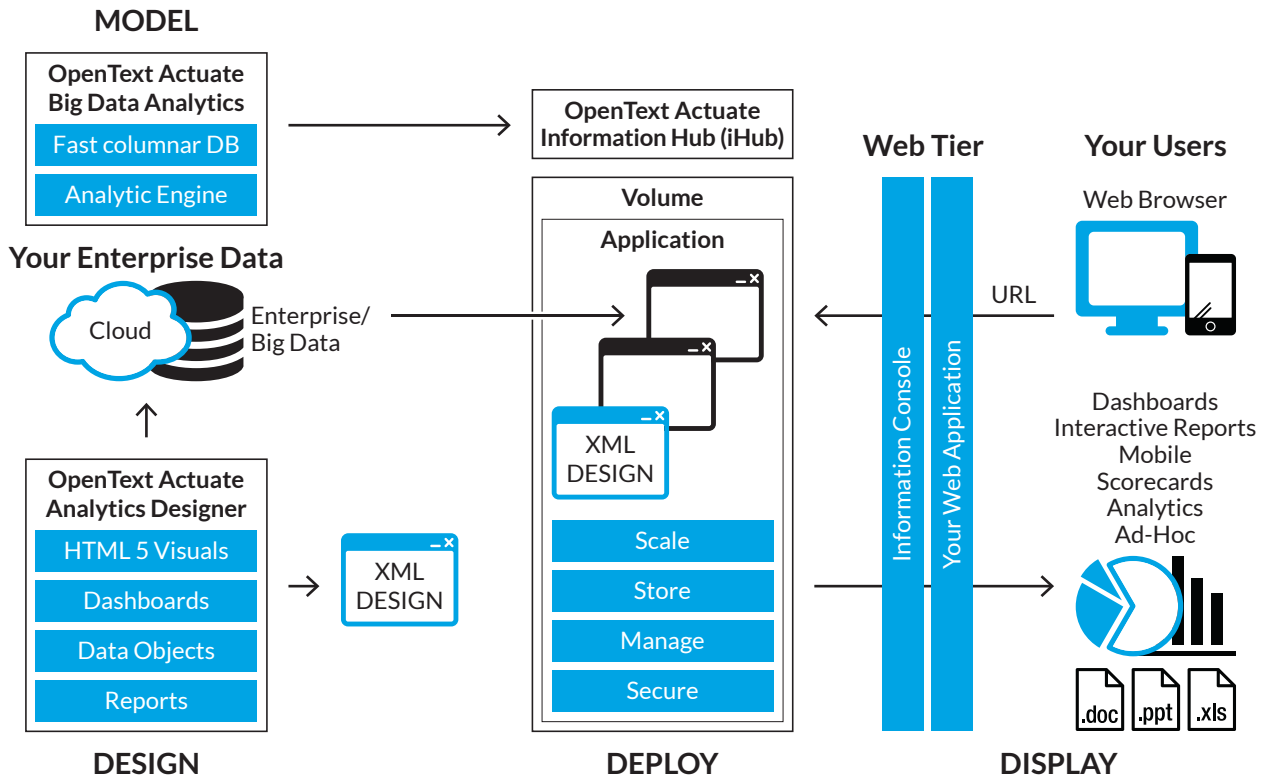 MODEL
OpenText Actuate
Big Data Analytics
Fast columnar DB
Analytic Engine
Your Enterprise Data
Cloud
Enterprise/
Big Data
OpenText Actuate
Analytics Designer
HTML 5 Visuals
Dashboards
Data Objects
Reports
DESIGN
XML
DESIGN
OpenText Actuate
Information Hub (iHub)
Volume
Application
XML
DESIGN
Scale
Store
Manage
Secure
DEPLOY
Web Tier
Information Console
Your Web Application
Your Users
Web Browser
URL
Dashboards
Interactive Reports
Mobile
Scorecards
Analytics
Ad-Hoc
.doc
.ppt
.xls
DISPLAY